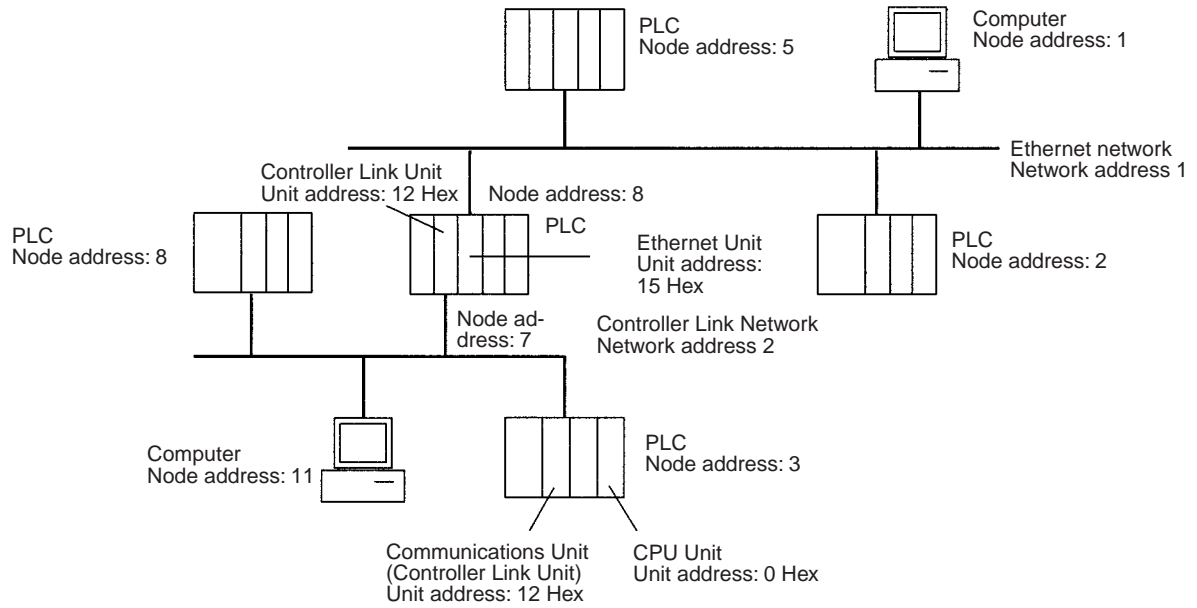 PLC
Node address: 5
Computer
Node address: 1
Ethernet network
Network address 1
Controller Link Unit
Unit address: 12 Hex
Node address: 8
PLC
PLC
Node address: 8
Ethernet Unit
Unit address:
15 Hex
PLC
Node address: 2
Node ad-
dress: 7
Controller Link Network
Network address 2
Computer
Node address: 11
PLC
Node address: 3
Communications Unit
(Controller Link Unit)
Unit address: 12 Hex
CPU Unit
Unit address: 0 Hex